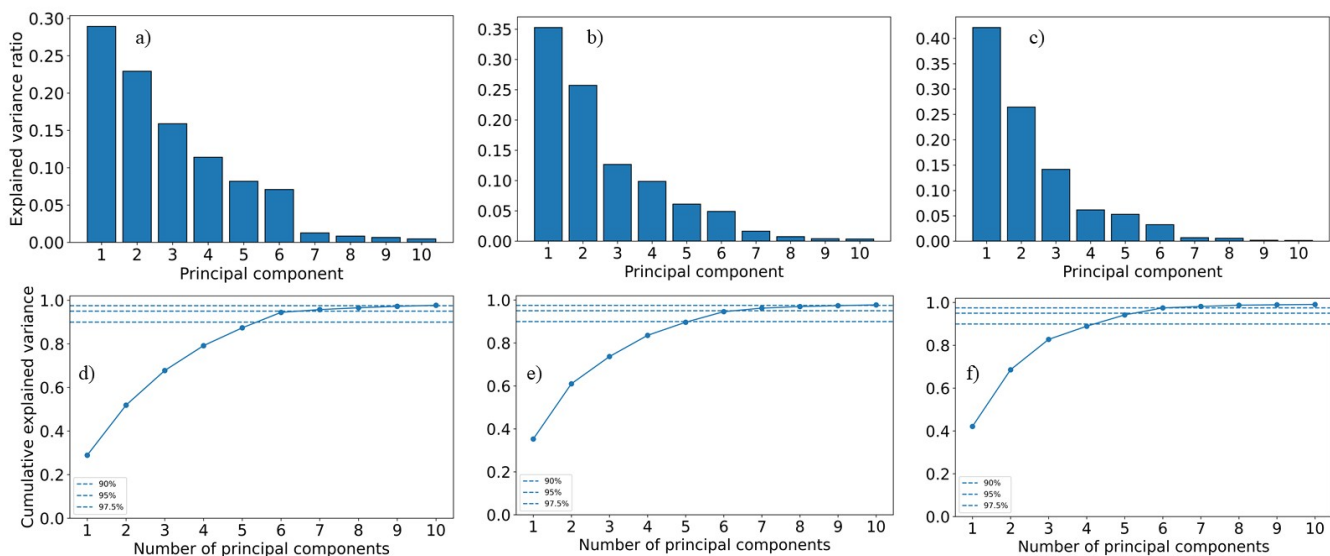 a)
Explained variance ratio
0.30
0.25
0.20
0.15
0.10
0.05
0.00
1 2 3 4 5 6 7 8 9 10
Principal component
b)
0.35
0.30
0.25
0.20
0.15
0.10
0.05
0.00
1 2 3 4 5 6 7 8 9 10
Principal component
c)
0.40
0.35
0.30
0.25
0.20
0.15
0.10
0.05
0.00
1 2 3 4 5 6 7 8 9 10
Principal component
d)
Cumulative explained variance
1.0
0.8
0.6
0.4
0.2
0.0
90%
95%
97.5%
1 2 3 4 5 6 7 8 9 10
Number of principal components
e)
1.0
0.8
0.6
0.4
0.2
0.0
90%
95%
97.5%
1 2 3 4 5 6 7 8 9 10
Number of principal components
f)
1.0
0.8
0.6
0.4
0.2
0.0
90%
95%
97.5%
1 2 3 4 5 6 7 8 9 10
Number of principal components